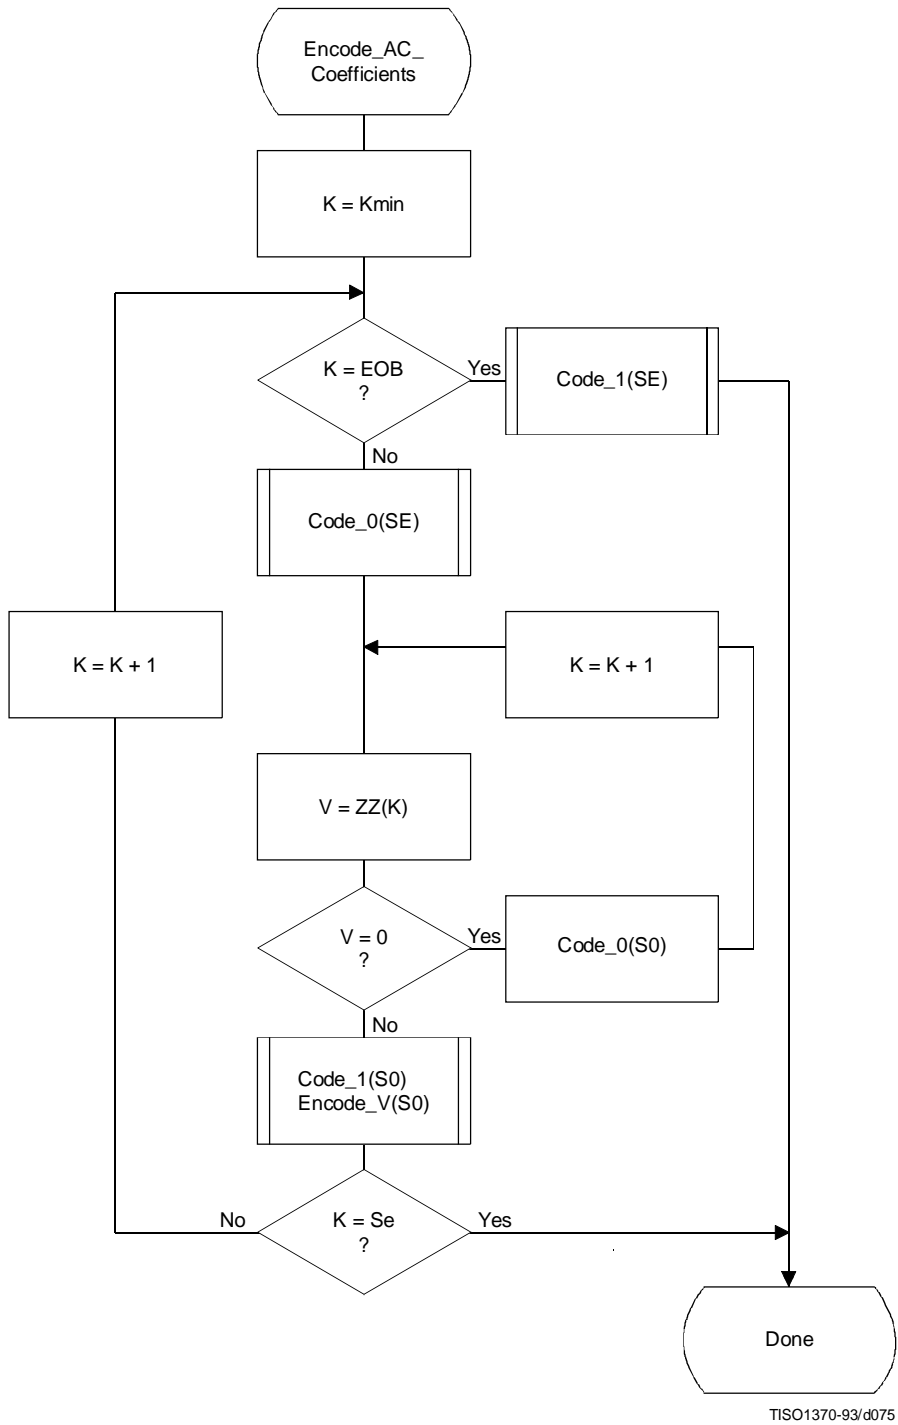 Encode_AC_
Coefficients
K = Kmin
K = EOB
?
Yes
Code_1(SE)
No
Code_0(SE)
K = K + 1
K = K + 1
V = ZZ(K)
V = 0
?
Yes
Code_0(S0)
No
Code_1(S0)
Encode_V(S0)
No
K = Se
?
Yes
Done
TISO1370-93/d075